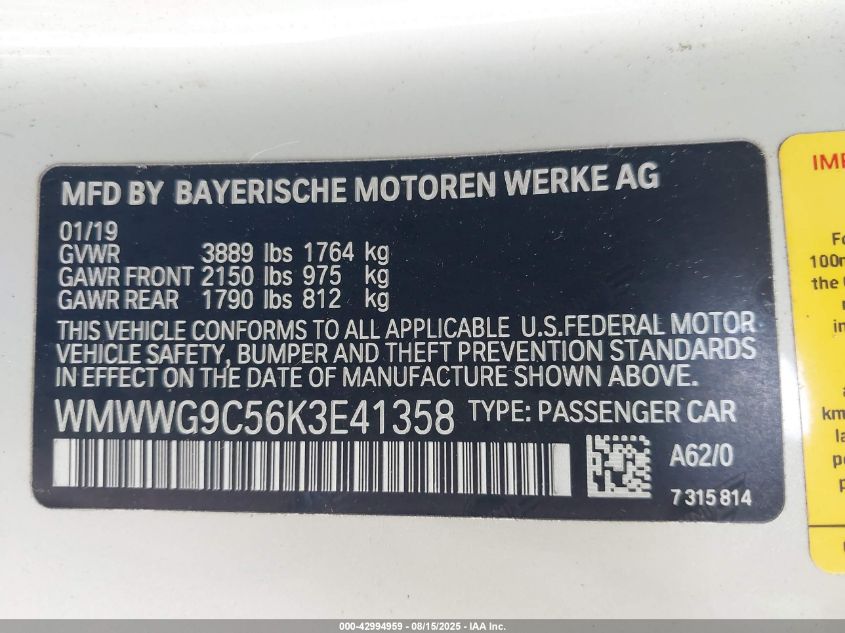 MFD BY BAYERISCHE MOTOREN WERKE AG
01/19
GVWR 3889 lbs 1764 kg
GAWR FRONT 2150 lbs 975 kg
GAWR REAR 1790 lbs 812 kg
THIS VEHICLE CONFORMS TO ALL APPLICABLE U.S.FEDERAL MOTOR
VEHICLE SAFETY, BUMPER AND THEFT PREVENTION STANDARDS
IN EFFECT ON THE DATE OF MANUFACTURE SHOWN ABOVE.
WMWWG9C56K3E41358 TYPE: PASSENGER CAR
A62/0
7 315 814
100
the
in
km
000-42994959 - 08/15/2025 - IAA Inc.